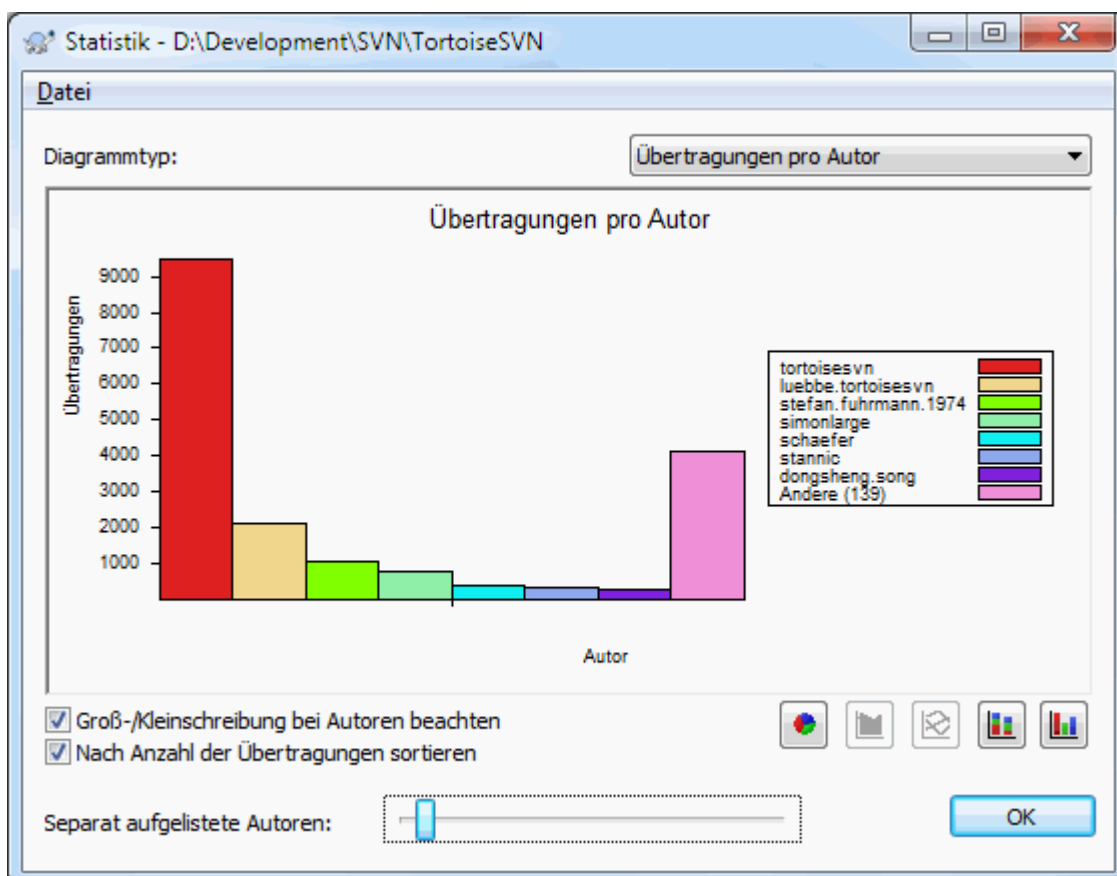 Statistik - D:\Development\SVN\TortoiseSVN
Datei
Diagrammtyp:
Übertragungen pro Autor
Übertragungen pro Autor
Übertragungen
9000
8000
7000
6000
5000
4000
3000
2000
1000
Autor
tortoisesvn
luebbe.tortoisesvn
stefan.fuhrmann.1974
simonlarge
schaefer
stannic
dongsheng.song
Andere (139)
Groß-/Kleinschreibung bei Autoren beachten
Nach Anzahl der Übertragungen sortieren
Separat aufgelistete Autoren:
OK